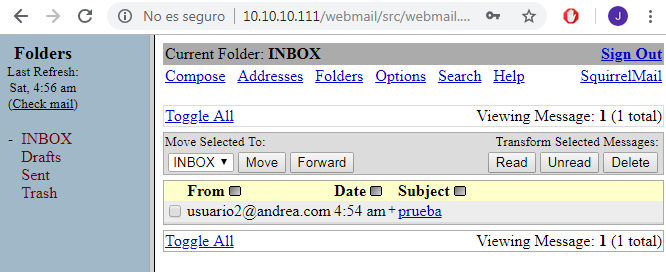 No es seguro | 10.10.10.111/webmail/src/webmail....
J
Folders
Last Refresh:
Sat, 4:56 am
(Check mail)
- INBOX
Drafts
Sent
Trash
Current Folder: INBOX Sign Out
Compose Addresses Folders Options Search Help SquirrelMail
Toggle All Viewing Message: 1 (1 total)
Move Selected To: Transform Selected Messages:
INBOX Move Forward Read Unread Delete
From Date Subject
usuario2@andrea.com 4:54 am + prueba
Toggle All Viewing Message: 1 (1 total)